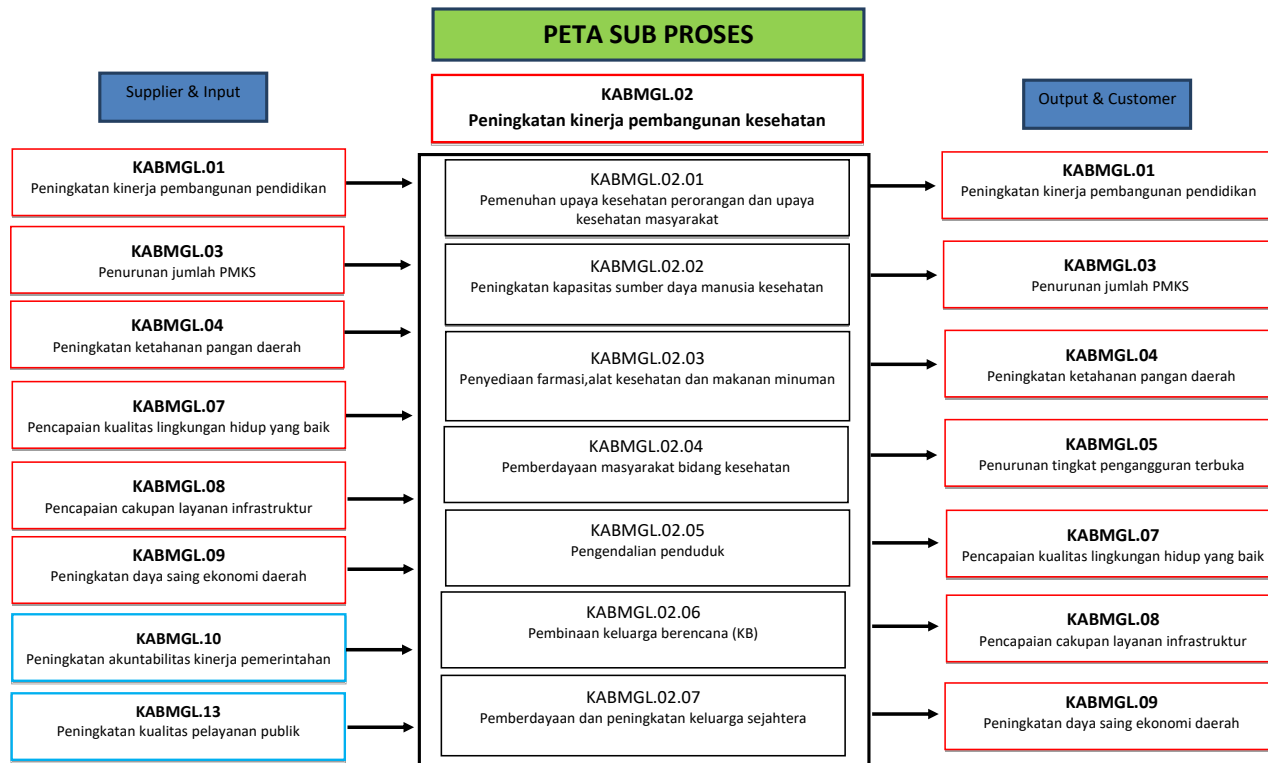 PETA SUB PROSES
Supplier & Input
KABMGL.01
Peningkatan kinerja pembangunan pendidikan
KABMGL.03
Penurunan jumlah PMKS
KABMGL.04
Peningkatan ketahanan pangan daerah
KABMGL.07
Pencapaian kualitas lingkungan hidup yang baik
KABMGL.08
Pencapaian cakupan layanan infrastruktur
KABMGL.09
Peningkatan daya saing ekonomi daerah
KABMGL.10
Peningkatan akuntabilitas kinerja pemerintahan
KABMGL.13
Peningkatan kualitas pelayanan publik
KABMGL.02
Peningkatan kinerja pembangunan kesehatan
KABMGL.02.01
Pemenuhan upaya kesehatan perorangan dan upaya
kesehatan masyarakat
KABMGL.02.02
Peningkatan kapasitas sumber daya manusia kesehatan
KABMGL.02.03
Penyediaan farmasi,alat kesehatan dan makanan minuman
KABMGL.02.04
Pemberdayaan masyarakat bidang kesehatan
KABMGL.02.05
Pengendalian penduduk
KABMGL.02.06
Pembinaan keluarga berencana (KB)
KABMGL.02.07
Pemberdayaan dan peningkatan keluarga sejahtera
Output & Customer
KABMGL.01
Peningkatan kinerja pembangunan pendidikan
KABMGL.03
Penurunan jumlah PMKS
KABMGL.04
Peningkatan ketahanan pangan daerah
KABMGL.05
Penurunan tingkat pengangguran terbuka
KABMGL.07
Pencapaian kualitas lingkungan hidup yang baik
KABMGL.08
Pencapaian cakupan layanan infrastruktur
KABMGL.09
Peningkatan daya saing ekonomi daerah